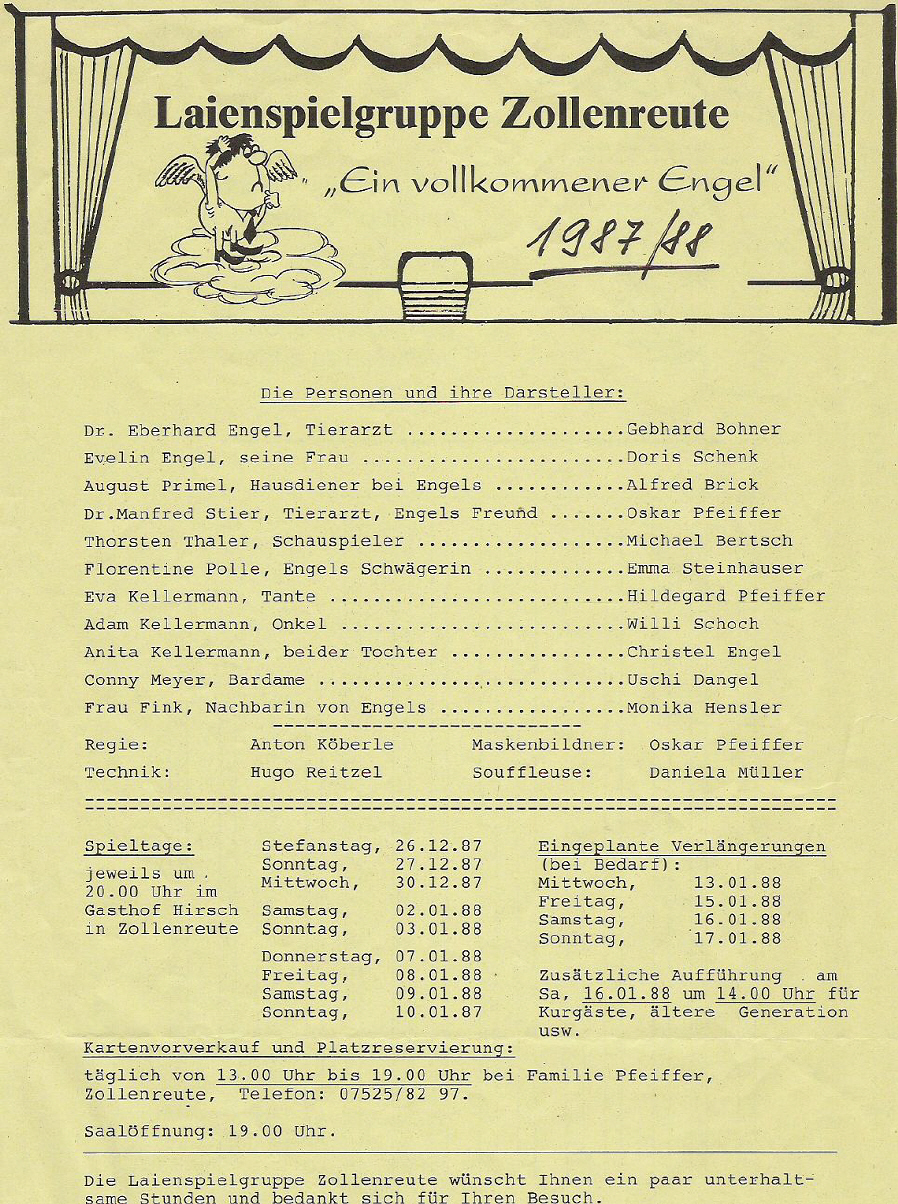 Laienspielgruppe Zollenreute
„Ein vollkommener Engel“
1987/88
Die Personen und ihre Darsteller:
Dr. Eberhard Engel, Tierarzt ....................Gebhard Bohner
Evelin Engel, seine Frau ........................Doris Schenk
August Primel, Hausdiener bei Engels ............Alfred Brick
Dr.Manfred Stier, Tierarzt, Engels Freund .......Oskar Pfeiffer
Thorsten Thaler, Schauspieler ...................Michael Bertsch
Florentine Polle, Engels Schwägerin .............Emma Steinhauser
Eva Kellermann, Tante ...........................Hildegard Pfeiffer
Adam Kellermann, Onkel ..........................Willi Schoch
Anita Kellermann, beider Tochter ................Christel Engel
Conny Meyer, Bardame ............................Uschi Dangel
Frau Fink, Nachbarin von Engels .................Monika Hensler
Regie: Anton Köberle Maskenbildner: Oskar Pfeiffer
Technik: Hugo Reitzel Souffleuse: Daniela Müller
Spieltage:
jeweils um
20.00 Uhr im
Gasthof Hirsch
in Zollenreute
Stefanstag, 26.12.87
Sonntag, 27.12.87
Mittwoch, 30.12.87
Samstag, 02.01.88
Sonntag, 03.01.88
Donnerstag, 07.01.88
Freitag, 08.01.88
Samstag, 09.01.88
Sonntag, 10.01.87
Eingeplante Verlängerungen
(bei Bedarf):
Mittwoch, 13.01.88
Freitag, 15.01.88
Samstag, 16.01.88
Sonntag, 17.01.88
Zusätzliche Aufführung am
Sa, 16.01.88 um 14.00 Uhr für
Kurgäste, ältere Generation
usw.
Kartenvorverkauf und Platzreservierung:
täglich von 13.00 Uhr bis 19.00 Uhr bei Familie Pfeiffer,
Zollenreute, Telefon: 07525/82 97.
Saalöffnung: 19.00 Uhr.
Die Laienspielgruppe Zollenreute wünscht Ihnen ein paar unterhalt-
same Stunden und bedankt sich für Ihren Besuch.